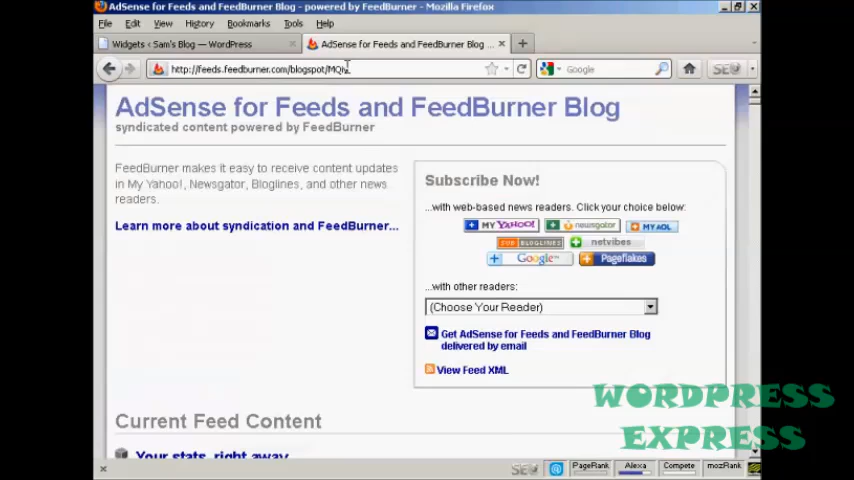 AdSense for Feeds and FeedBurner Blog - powered by FeedBurner - Mozilla Firefox
File Edit View History Bookmarks Tools Help
Widgets ‹ Sam's Blog — WordPress
AdSense for Feeds and FeedBurner Blog ...
http://feeds.feedburner.com/blogspot/
Google
SEO
AdSense for Feeds and FeedBurner Blog
syndicated content powered by FeedBurner
FeedBurner makes it easy to receive content updates
in My Yahoo!, Newsgator, Bloglines, and other news
readers.
Learn more about syndication and FeedBurner...
Subscribe Now!
...with web-based news readers. Click your choice below:
MY YAHOO! newsgator MY AOL
SUB BLOGLINES netvibes
Google™ Pageflakes
...with other readers:
(Choose Your Reader)
Get AdSense for Feeds and FeedBurner Blog
delivered by email
View Feed XML
Current Feed Content
Your stats, right away
WORDPRESS
EXPRESS
SEO PageRank Alexa Compete mozRank